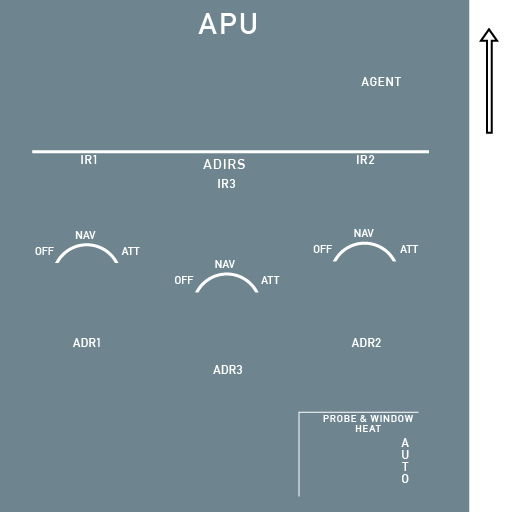 APU
AGENT
IR1
ADIRS
IR2
IR3
NAV
OFF
ATT
NAV
OFF
ATT
NAV
OFF
ATT
ADR1
ADR2
ADR3
PROBE & WINDOW
HEAT
AUTO